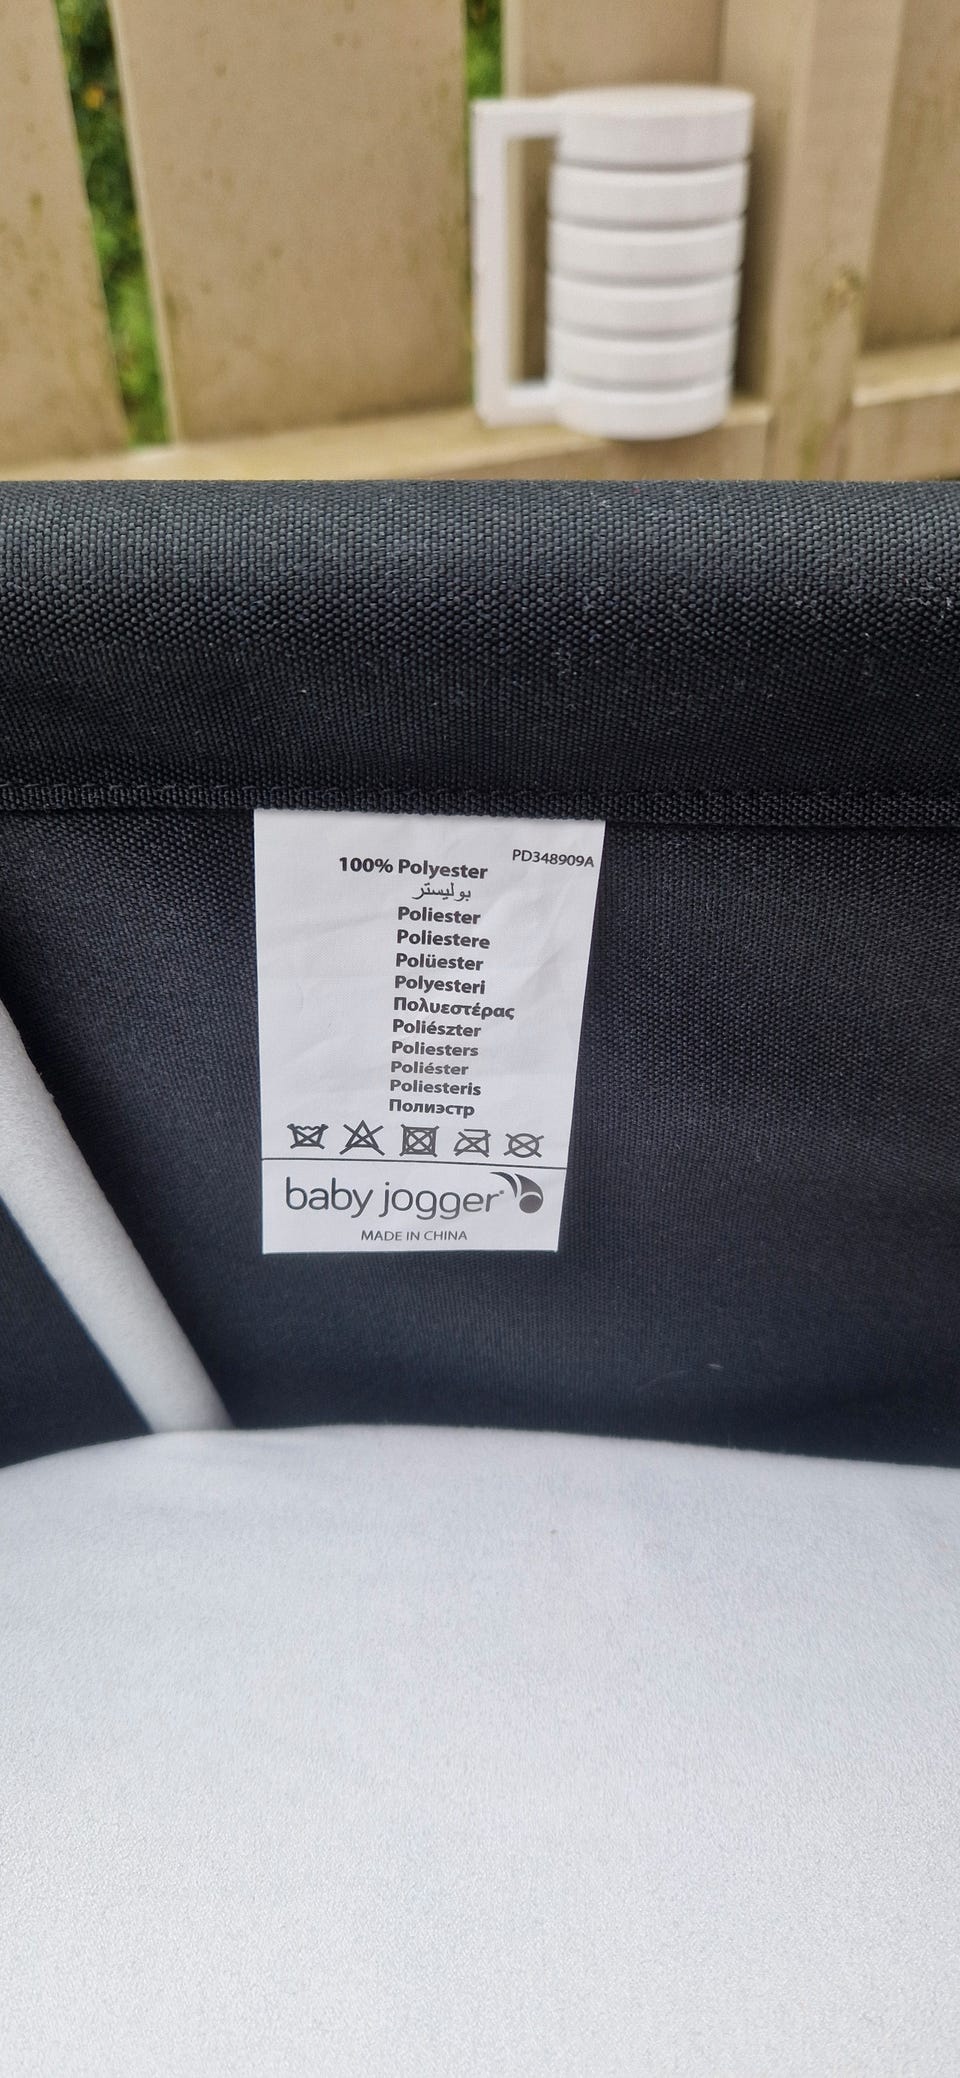 PD348909A
100% Polyester
بوليستر
Poliester
Poliestere
Polüester
Polyesteri
Πολυεστέρας
Poliészter
Poliesters
Poliéster
Poliesteris
Полиэстр
baby jogger
MADE IN CHINA